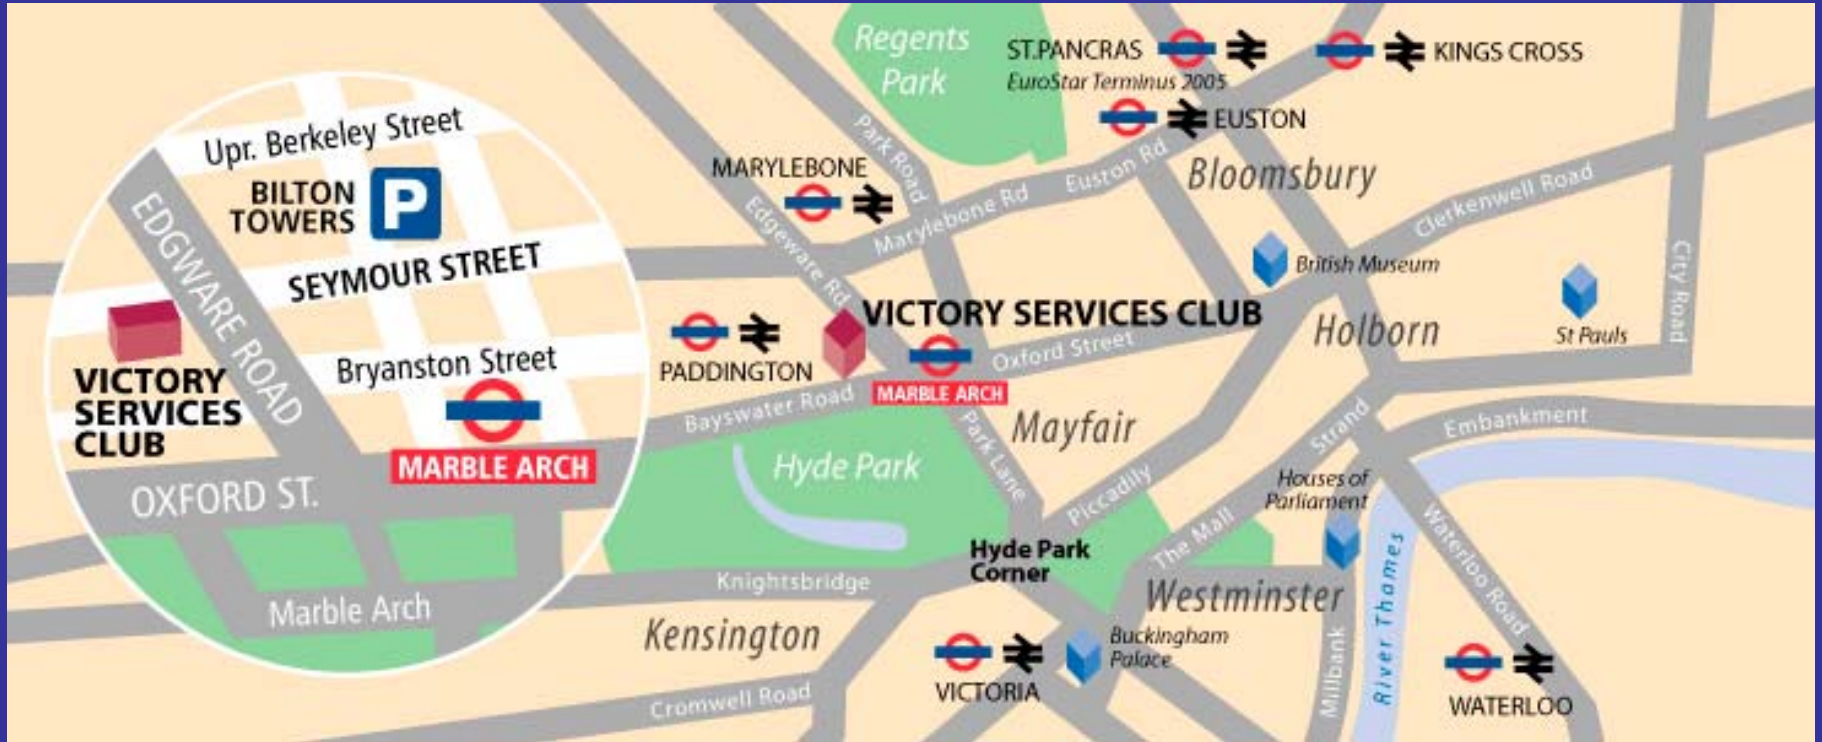 Upr. Berkeley Street
BILTON
TOWERS
P
EDGWARE ROAD
SEYMOUR STREET
Bryanston Street
VICTORY
SERVICES
CLUB
MARBLE ARCH
OXFORD ST.
Marble Arch
Regents
Park
ST.PANCRAS
EuroStar Terminus 2005
KINGS CROSS
EUSTON
Park Road
MARYLEBONE
Euston Rd
Bloomsbury
Marylebone Rd
Edgeware Rd
Clerkenwell Road
British Museum
City Road
VICTORY SERVICES CLUB
Holborn
St Pauls
PADDINGTON
Oxford Street
MARBLE ARCH
Bayswater Road
Mayfair
Park Lane
Strand
Embankment
Hyde Park
Piccadily
Houses of
Parliament
The Mall
Waterloo Road
Hyde Park
Corner
Knightsbridge
Westminster
River Thames
Kensington
Buckingham
Palace
Millbank
VICTORIA
WATERLOO
Cromwell Road